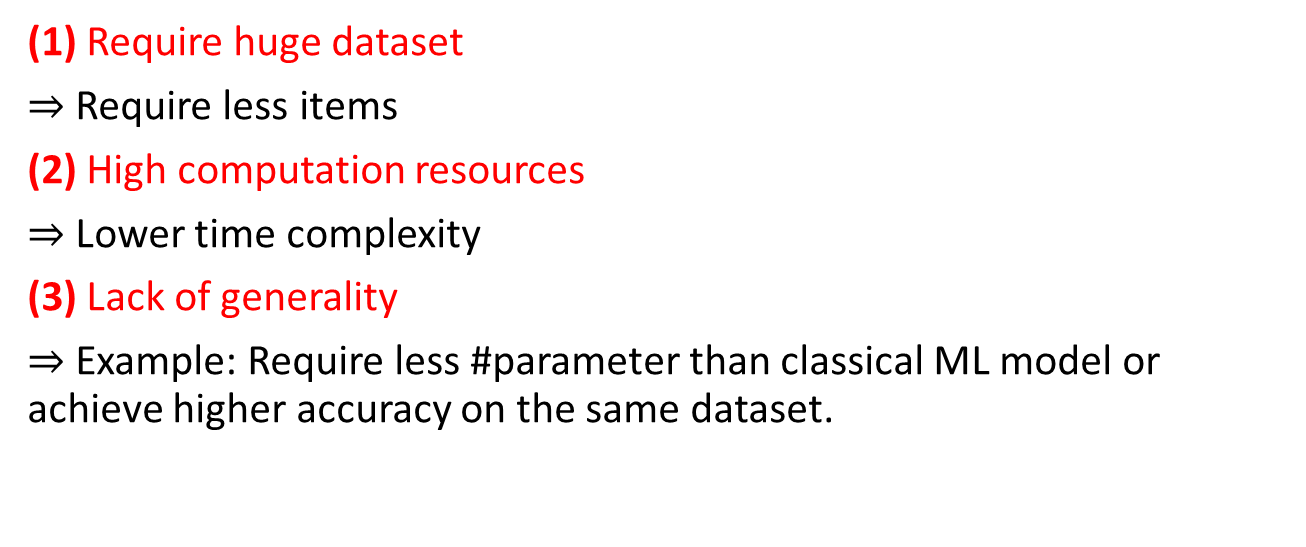 (1) Require huge dataset
⇒ Require less items
(2) High computation resources
⇒ Lower time complexity
(3) Lack of generality
⇒ Example: Require less #parameter than classical ML model or
achieve higher accuracy on the same dataset.